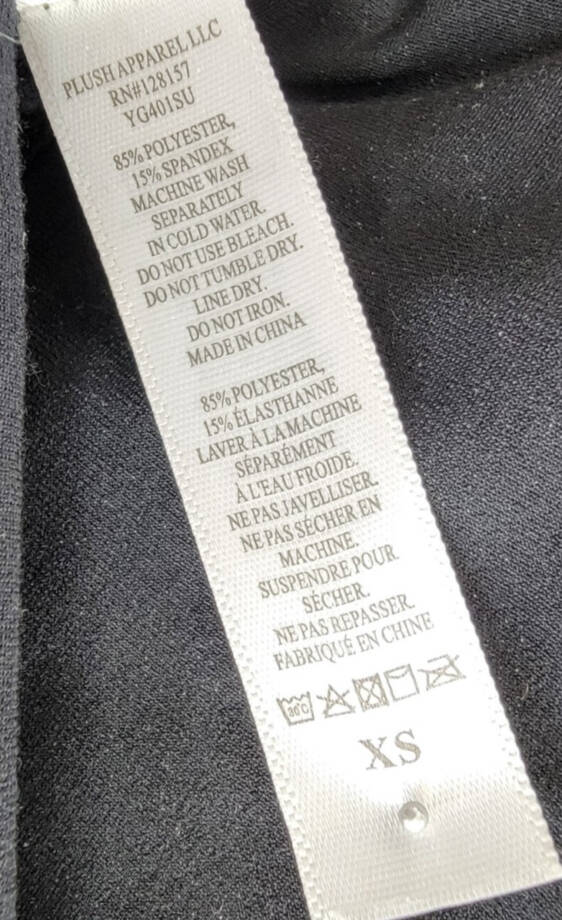 PLUSH APPAREL LLC
RN#128157
YG401SU
85% POLYESTER,
15% SPANDEX
MACHINE WASH
SEPARATELY
IN COLD WATER.
DO NOT USE BLEACH.
DO NOT TUMBLE DRY.
LINE DRY.
DO NOT IRON.
MADE IN CHINA
85% POLYESTER,
15% ÉLASTHANNE
LAVER À LA MACHINE
SÉPARÉMENT
À L'EAU FROIDE.
NE PAS JAVELLISER.
NE PAS SÉCHER EN
MACHINE.
SUSPENDRE POUR
SÉCHER.
NE PAS REPASSER.
FABRIQUÉ EN CHINE
XS